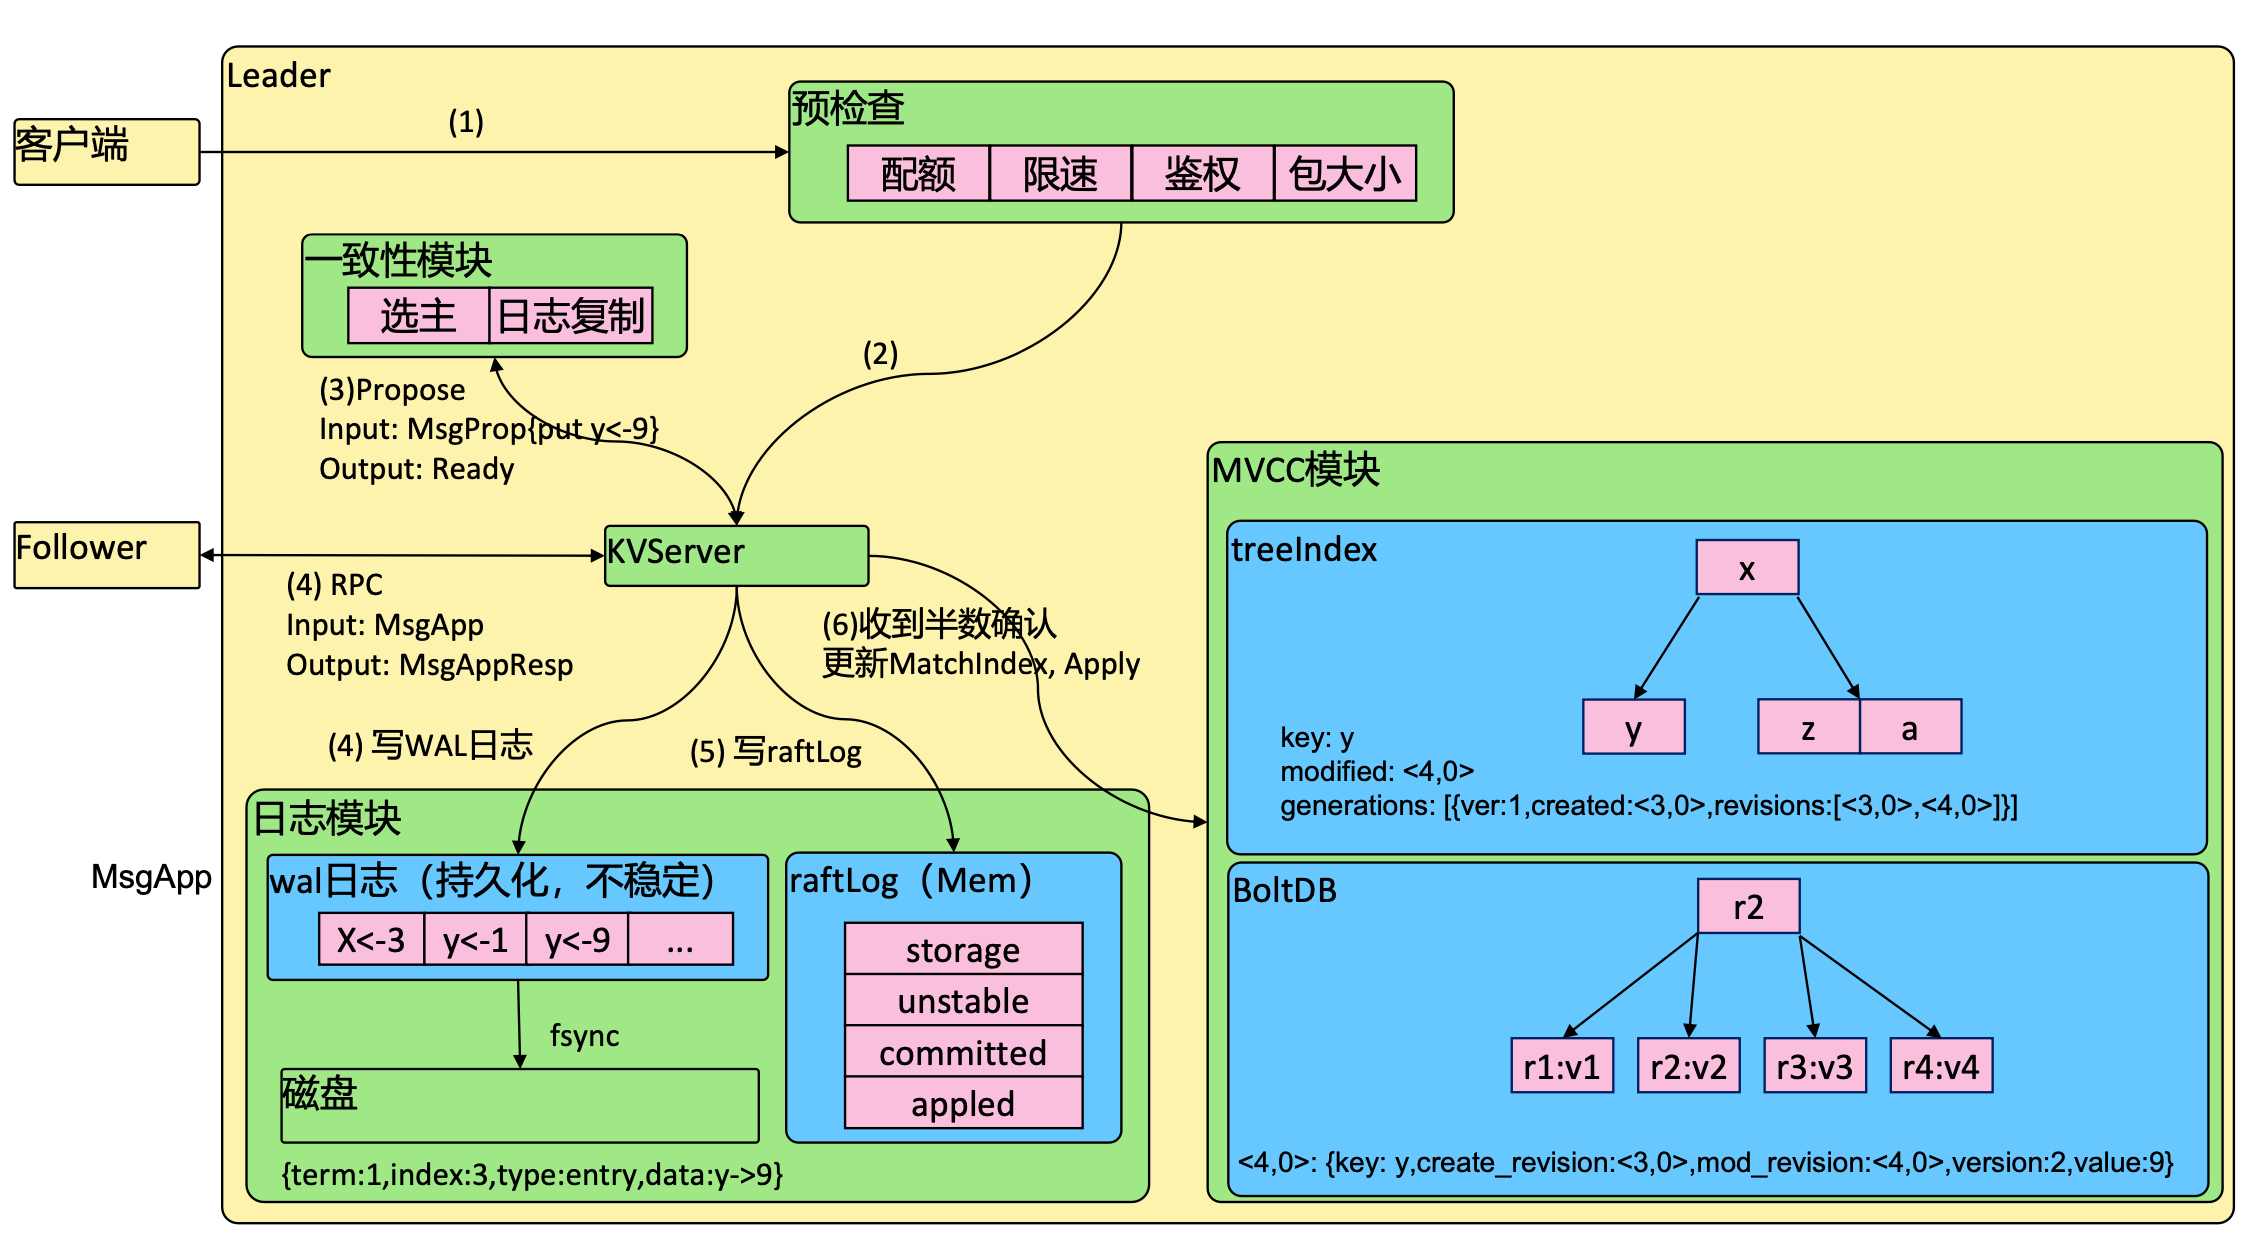 Leader
客户端
(1)
预检查
配额
限速
鉴权
包大小
一致性模块
选主
日志复制
(2)
(3)Propose
Input: MsgProp{put y<-9}
Output: Ready
Follower
KVServer
(4) RPC
Input: MsgApp
Output: MsgAppResp
(6)收到半数确认
更新MatchIndex, Apply
(4) 写WAL日志
(5) 写raftLog
MsgApp
日志模块
wal日志（持久化，不稳定）
X<-3
y<-1
y<-9
...
fsync
磁盘
{term:1,index:3,type:entry,data:y->9}
raftLog（Mem）
storage
unstable
committed
appled
MVCC模块
treeIndex
x
y
z
a
key: y
modified: <4,0>
generations: [{ver:1,created:<3,0>,revisions:[<3,0>,<4,0>]}]
BoltDB
r2
r1:v1
r2:v2
r3:v3
r4:v4
<4,0>: {key: y,create_revision:<3,0>,mod_revision:<4,0>,version:2,value:9}